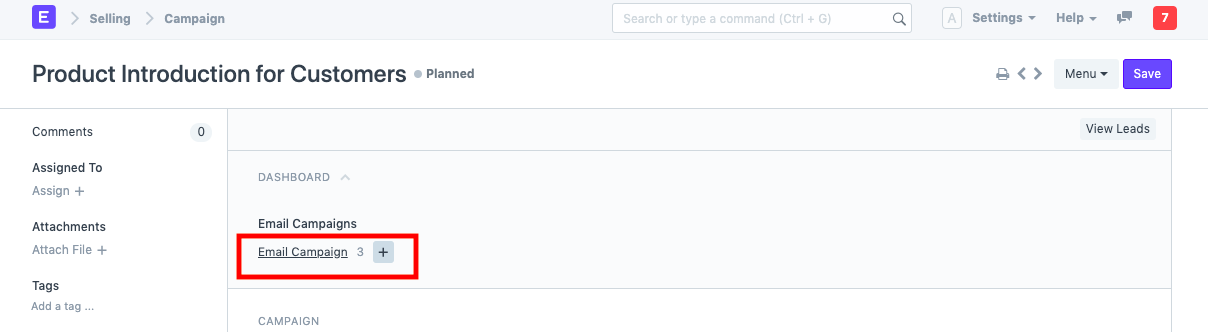 E Selling Campaign Search or type a command (Ctrl + G) A Settings Help 7
Product Introduction for Customers Planned Menu Save
Comments 0
View Leads
Assigned To
Assign +
DASHBOARD
Attachments
Attach File +
Email Campaigns
Email Campaign 3 +
Tags
Add a tag ...
CAMPAIGN